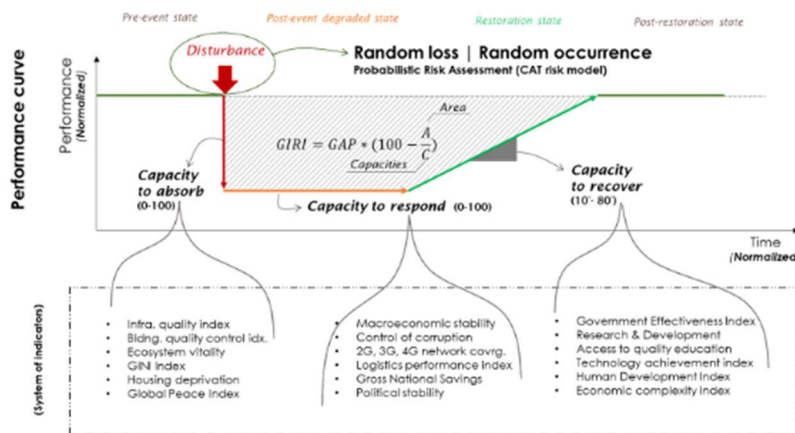 Pre-event state
Post-event degraded state
Restoration state
Post-restoration state
Disturbance
Random loss | Random occurrence
Probabilistic Risk Assessment (CAT risk model)
Performance curve
Performance
(Normalized)
Area
GIRI = GAP * (100 - A/C)
Capacities
Capacity
to absorb
(0-100)
Capacity to respond (0-100)
Capacity
to recover
(10°- 80°)
Time
(Normalized)
(System of indicators)
• Infra. quality index
• Bldng. quality control idx.
• Ecosystem vitality
• GINI Index
• Housing deprivation
• Global Peace Index
• Macroeconomic stability
• Control of corruption
• 2G, 3G, 4G network covrg.
• Logistics performance index
• Gross National Savings
• Political stability
• Government Effectiveness Index
• Research & Development
• Access to quality education
• Technology achievement index
• Human Development Index
• Economic complexity index